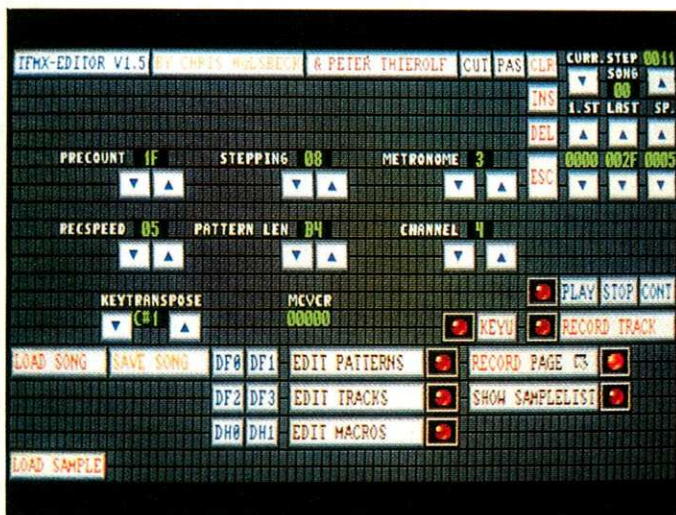 TFMX-EDITOR V1.5 BY CHRIS HÜLSBECK & PETER THIEROLF CUT PAS CLR
CURR.STEP 0011
SONG
00
INS
1.ST LAST SP.
DEL
PRECOUNT 1F STEPPING 08 METRONOME 3
ESC 0000 002F 0005
RECSPEED 05 PATTERN LEN B4 CHANNEL 4
PLAY STOP CONT
KEYTRANSPOSE
C#1
MCVCR
00000
KEYU RECORD TRACK
LOAD SONG SAVE SONG DF0 DF1 EDIT PATTERNS RECORD PAGE
DF2 DF3 EDIT TRACKS SHOW SAMPLELIST
DH0 DH1 EDIT MACROS
LOAD SAMPLE